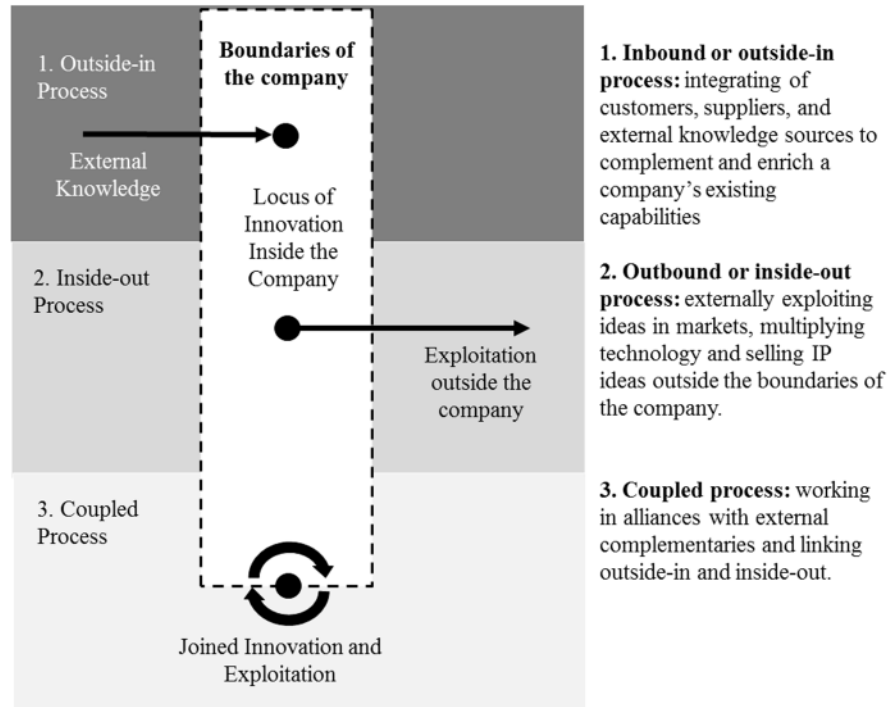 1. Outside-in
Process
External
Knowledge
Boundaries of
the company
Locus of
Innovation
Inside the
Company
2. Inside-out
Process
Exploitation
outside the
company
3. Coupled
Process
Joined Innovation and
Exploitation
1. Inbound or outside-in
process: integrating of
customers, suppliers, and
external knowledge sources to
complement and enrich a
company’s existing
capabilities
2. Outbound or inside-out
process: externally exploiting
ideas in markets, multiplying
technology and selling IP
ideas outside the boundaries of
the company.
3. Coupled process: working
in alliances with external
complementaries and linking
outside-in and inside-out.